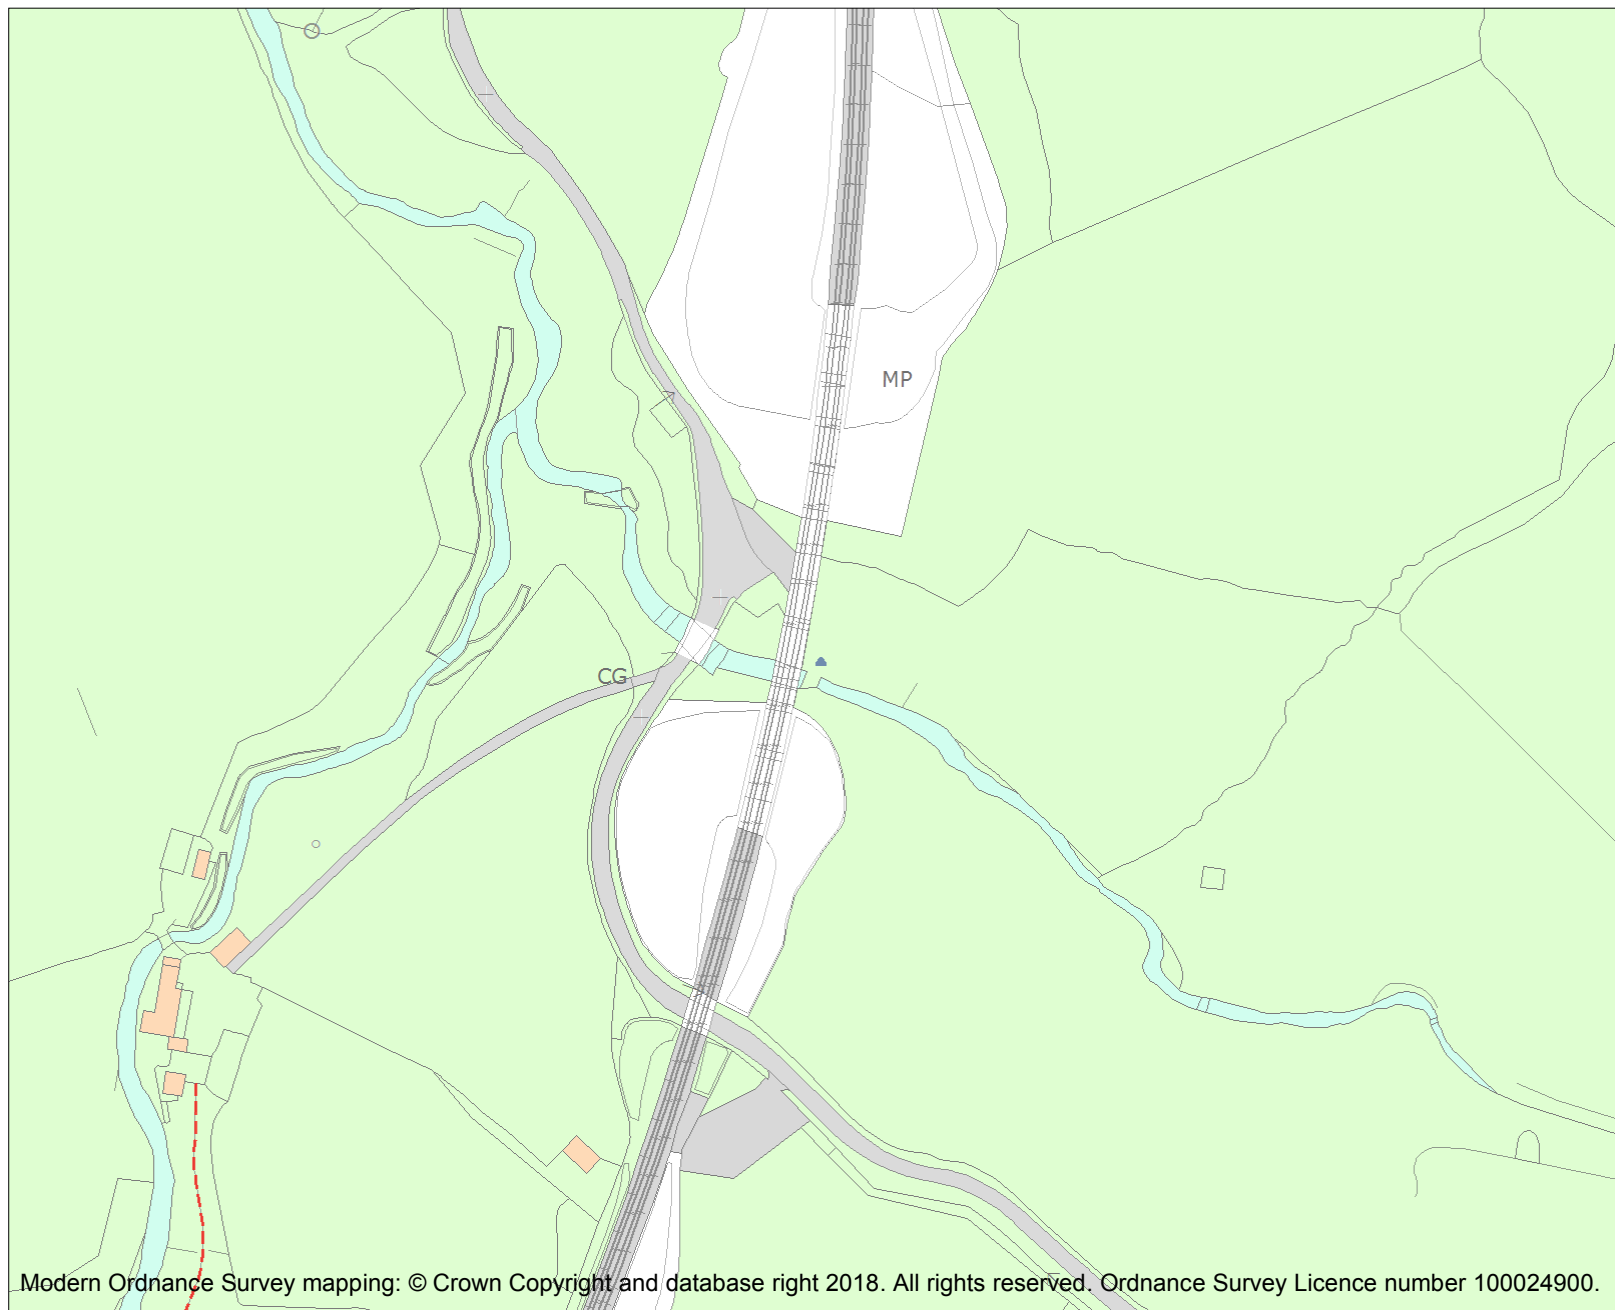 MP
CG
Modern Ordnance Survey mapping: © Crown Copyright and database right 2018. All rights reserved. Ordnance Survey Licence number 100024900.